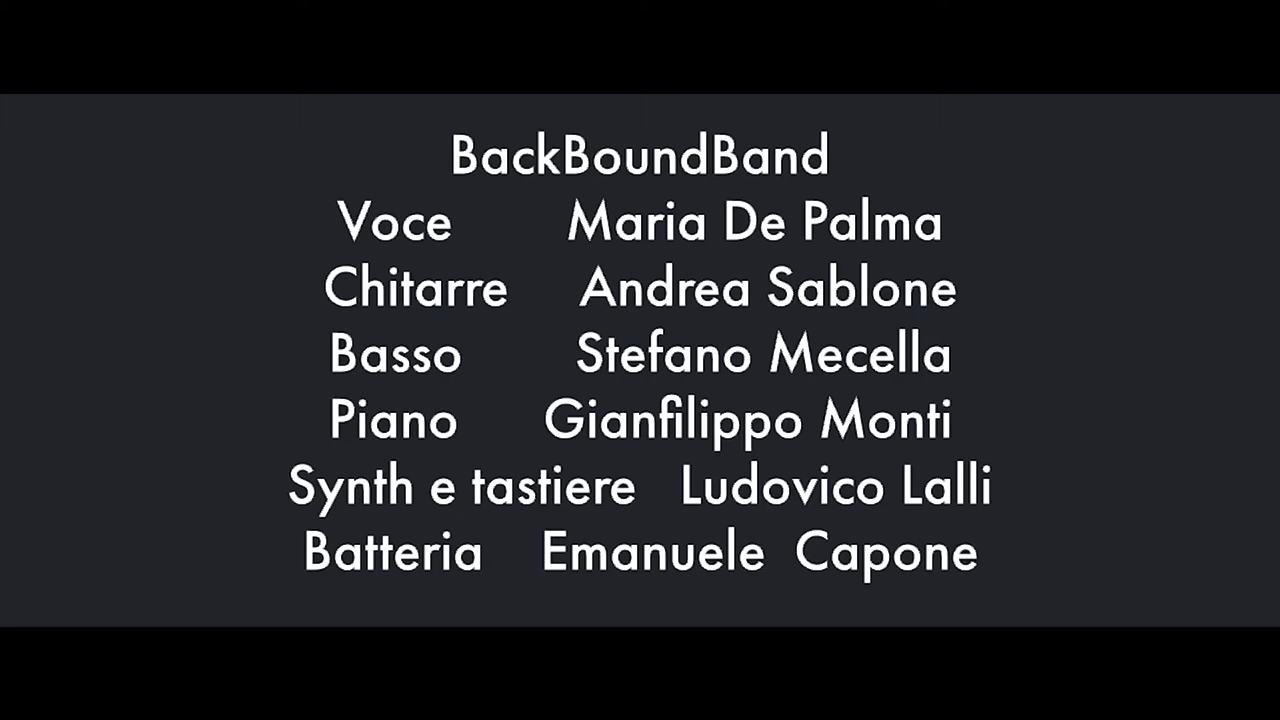 BackBoundBand
Voce Maria De Palma
Chitarre Andrea Sablone
Basso Stefano Mecella
Piano Gianfilippo Monti
Synth e tastiere Ludovico Lalli
Batteria Emanuele Capone